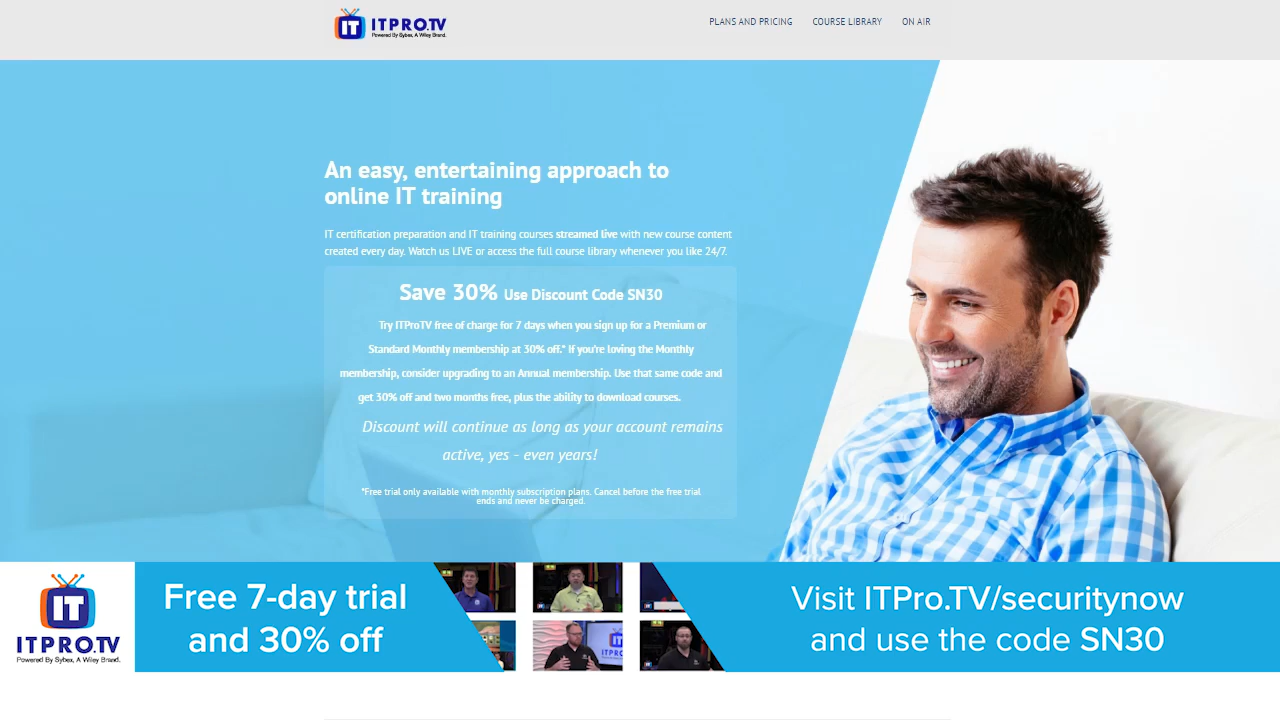 IT
ITPRO.TV
Powered By Sybex, A Wiley Brand.
PLANS AND PRICING
COURSE LIBRARY
ON AIR
An easy, entertaining approach to
online IT training
IT certification preparation and IT training courses streamed live with new course content
created every day. Watch us LIVE or access the full course library whenever you like 24/7.
Save 30% Use Discount Code SN30
Try ITProTV free of charge for 7 days when you sign up for a Premium or
Standard Monthly membership at 30% off.* If you're loving the Monthly
membership, consider upgrading to an Annual membership. Use that same code and
get 30% off and two months free, plus the ability to download courses.
Discount will continue as long as your account remains
active, yes - even years!
*Free trial only available with monthly subscription plans. Cancel before the free trial
ends and never be charged.
IT
ITPRO.TV
Powered By Sybex, A Wiley Brand.
Free 7-day trial
and 30% off
Visit ITPro.TV/securitynow
and use the code SN30